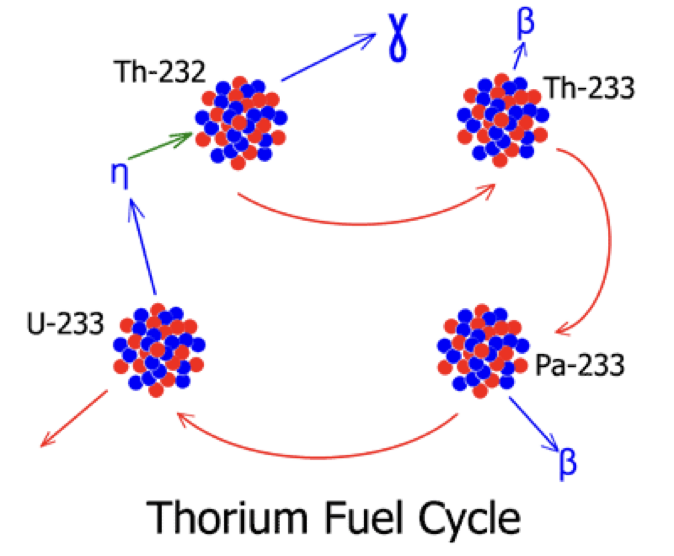 β
ɣ
Th-232
Th-233
η
U-233
Pa-233
β
Thorium Fuel Cycle